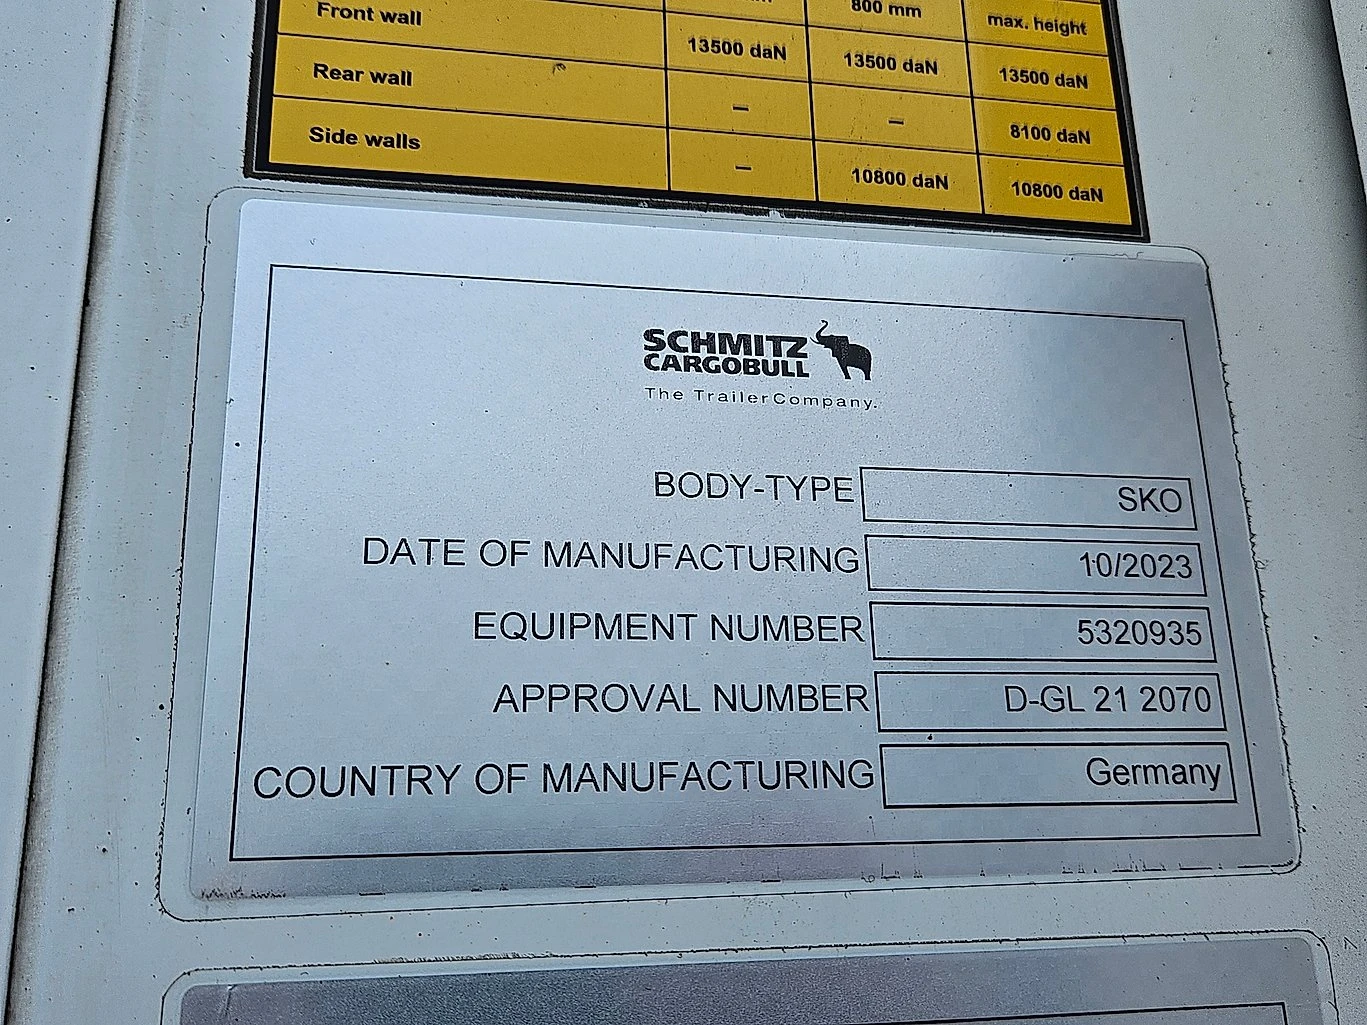 800 mm max. height
Front wall 13500 daN 13500 daN 13500 daN
Rear wall – – 8100 daN
Side walls – 10800 daN 10800 daN
SCHMITZ
CARGOBULL
The TrailerCompany.
BODY-TYPE SKO
DATE OF MANUFACTURING 10/2023
EQUIPMENT NUMBER 5320935
APPROVAL NUMBER D-GL 21 2070
COUNTRY OF MANUFACTURING Germany